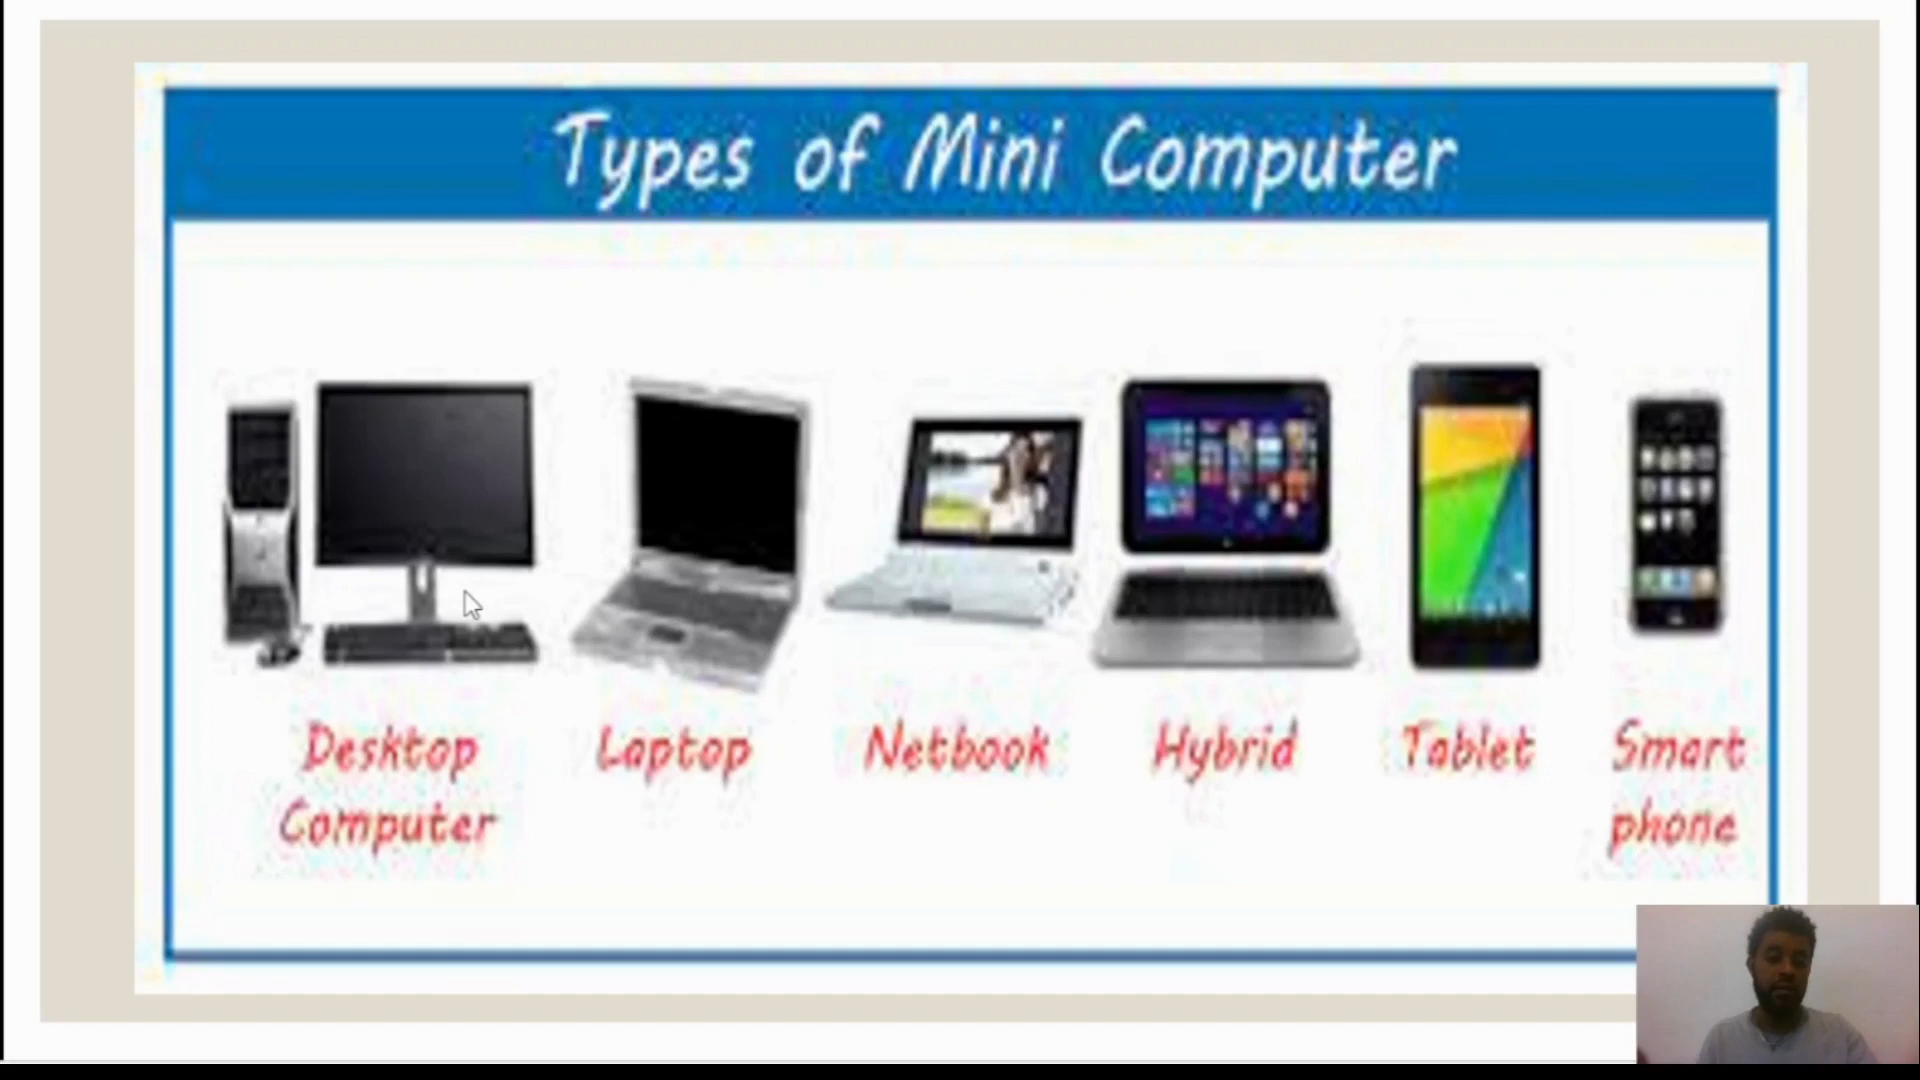 Types of Mini Computer
Desktop Computer
Laptop
Netbook
Hybrid
Tablet
Smart phone